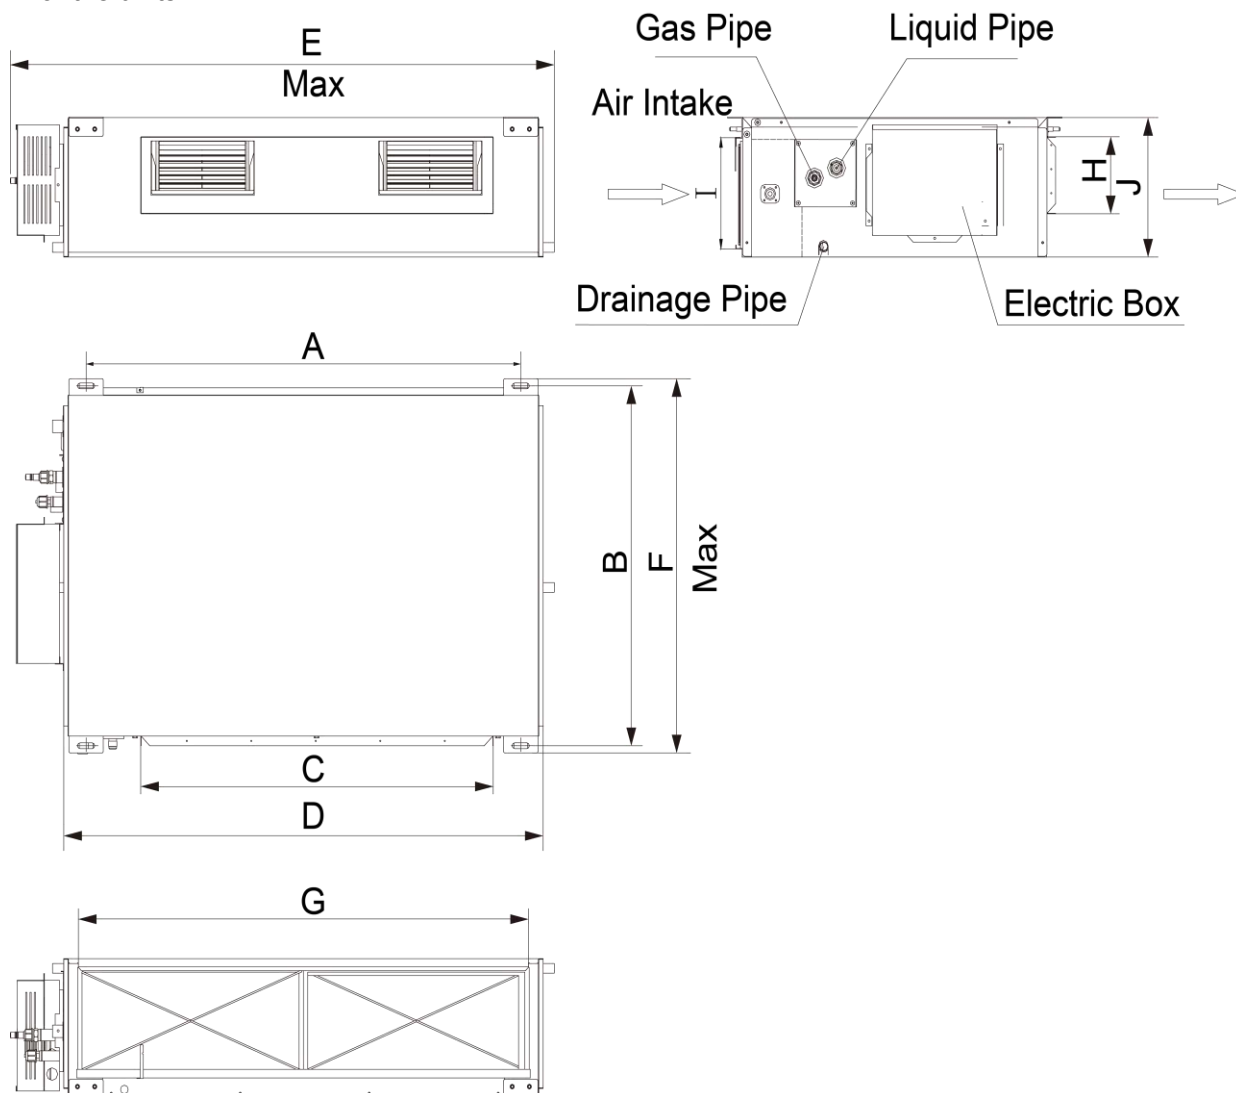 E
Max
Gas Pipe
Liquid Pipe
Air Intake
I
H
J
Drainage Pipe
Electric Box
A
B
F
Max
C
D
G